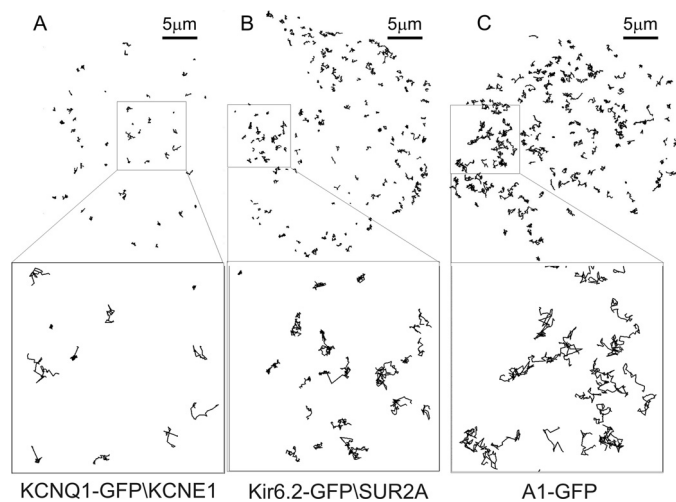 A
5μm
B
5μm
C
5μm
KCNQ1-GFP\KCNE1
Kir6.2-GFP\SUR2A
A1-GFP